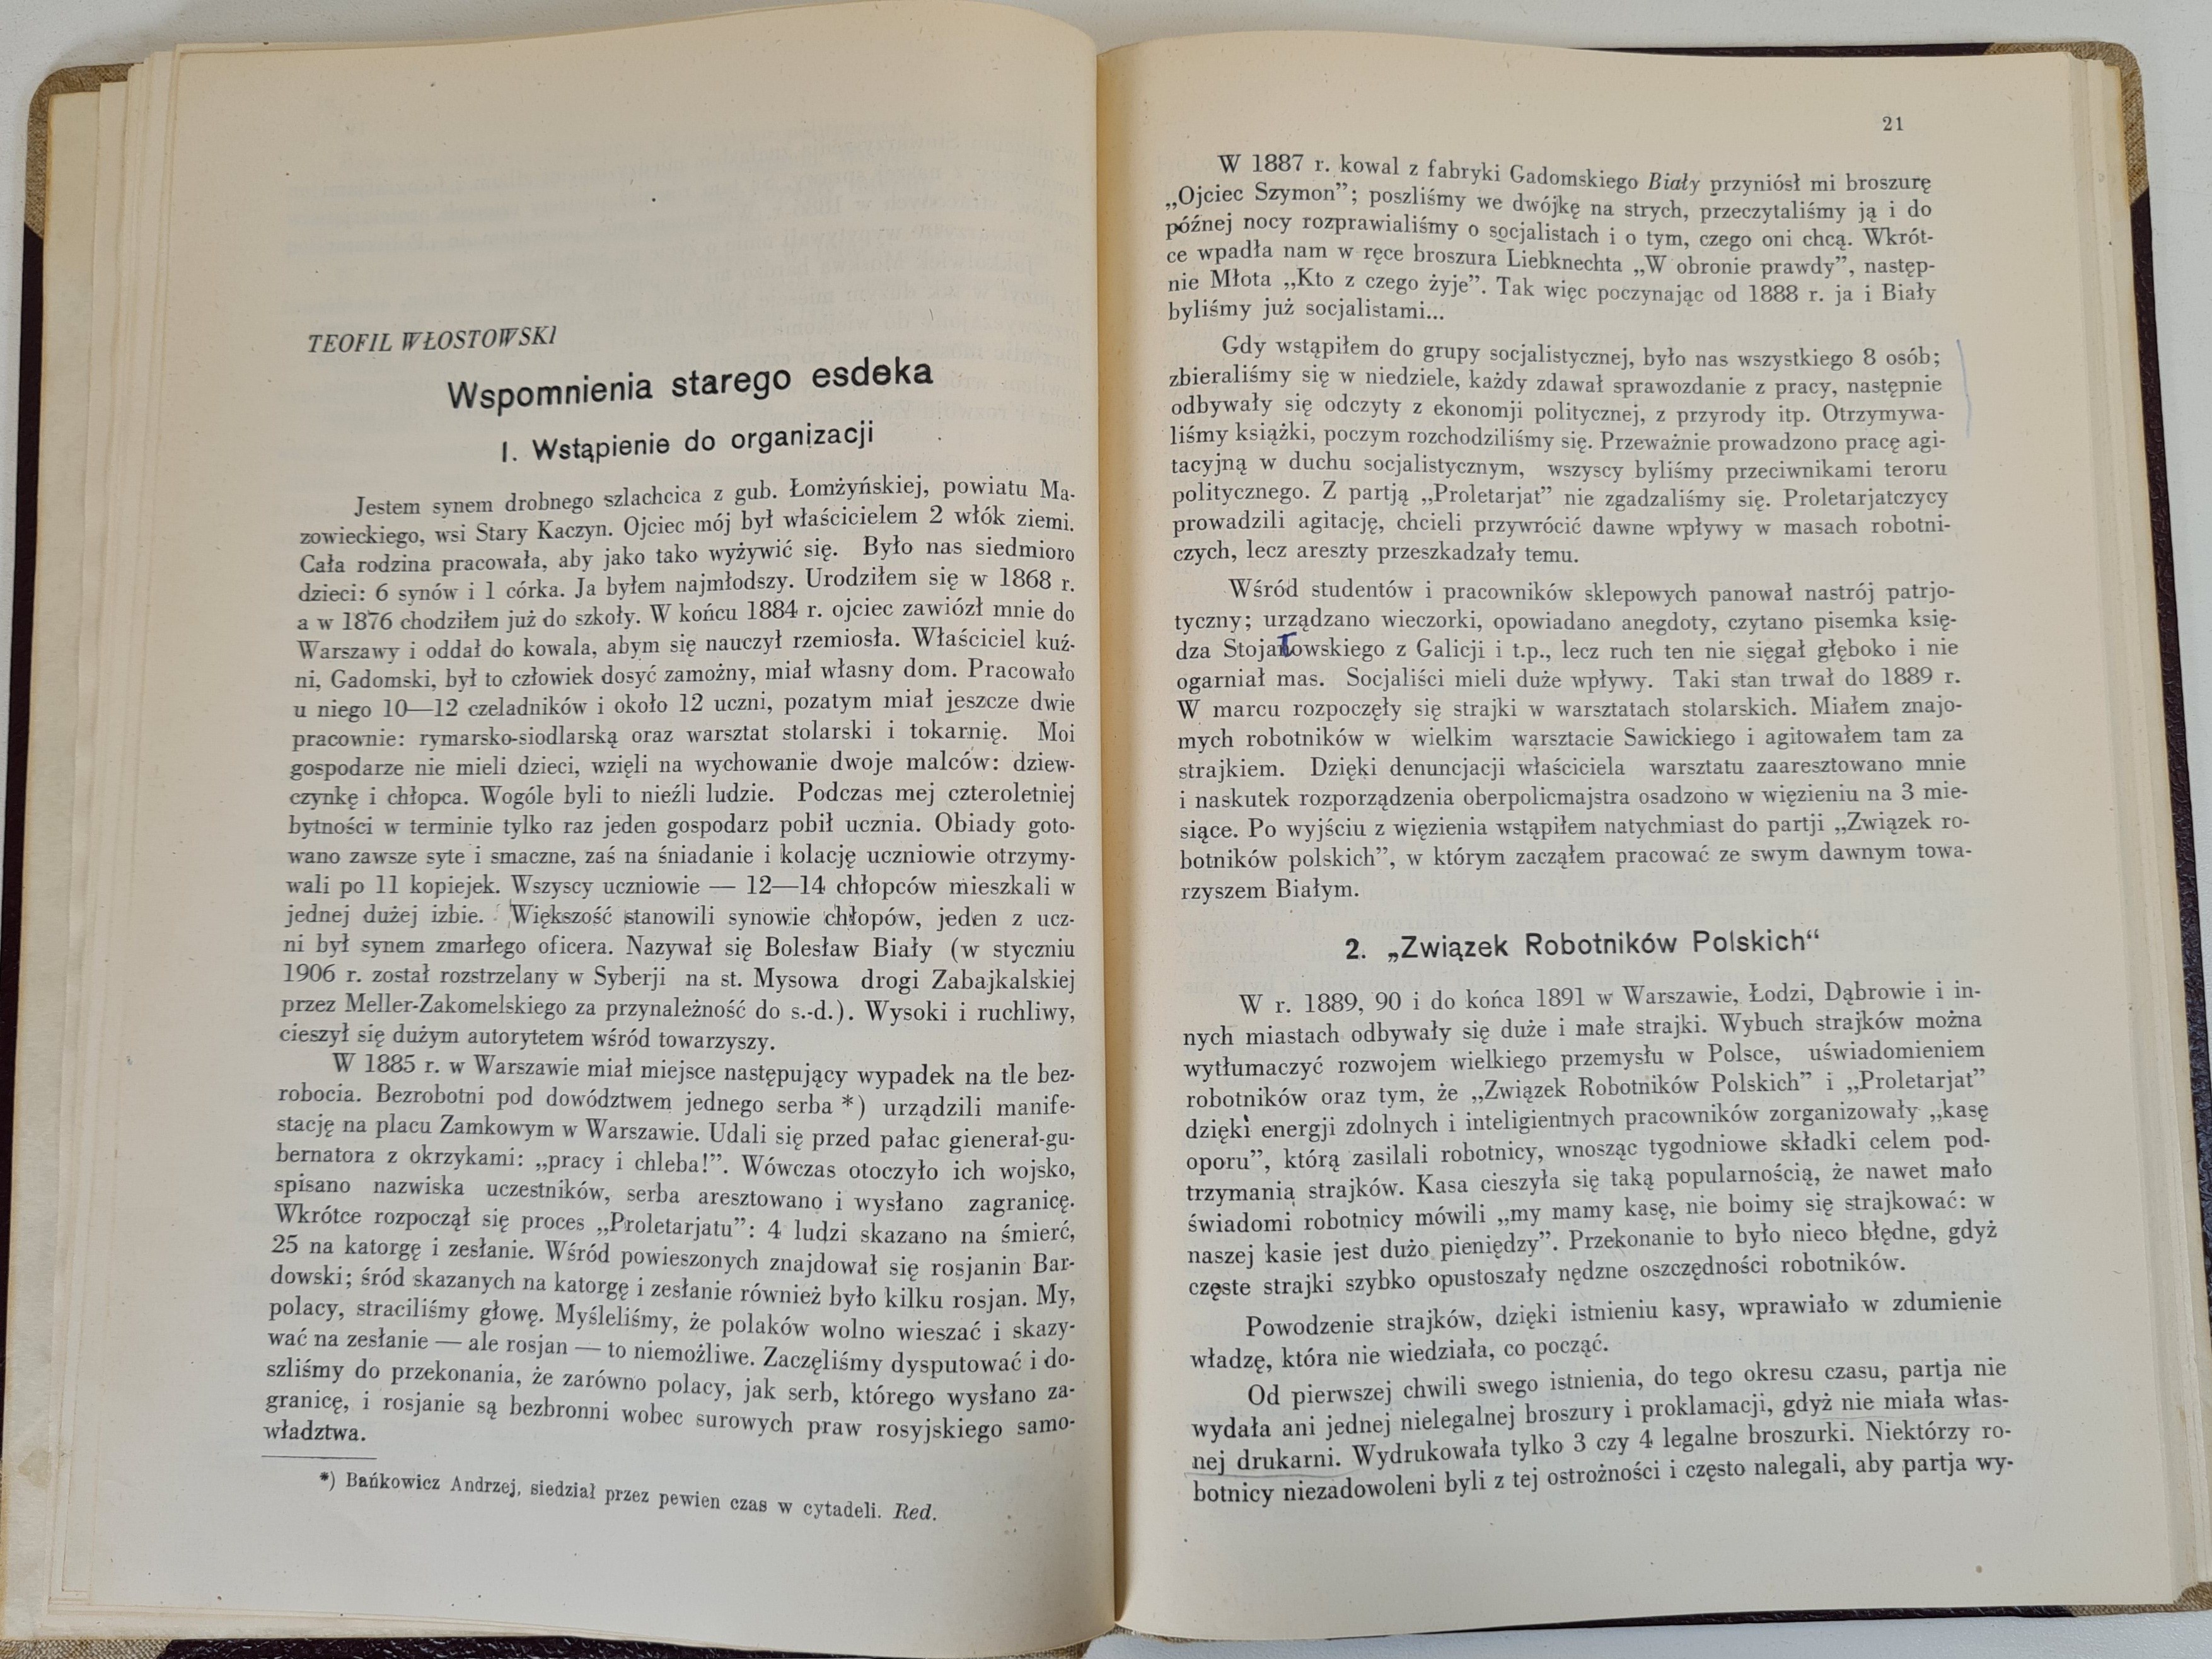 TEOFIL WŁOSTOWSKI
Wspomnienia starego esdeka
I. Wstąpienie do organizacji
Jestem synem drobnego szlachcica z gub. Łomżyńskiej, powiatu Ma-
zowieckiego, wsi Stary Kaczyn. Ojciec mój był właścicielem 2 włók ziemi.
Cała rodzina pracowała, aby jako tako wyżywić się. Było nas siedmioro
dzieci: 6 synów i 1 córka. Ja byłem najmłodszy. Urodziłem się w 1868 r.
a w 1876 chodziłem już do szkoły. W końcu 1884 r. ojciec zawiózł mnie do
Warszawy i oddał do kowala, abym się nauczył rzemiosła. Właściciel kuź-
ni, Gadomski, był to człowiek dosyć zamożny, miał własny dom. Pracowało
u niego 10—12 czeladników i około 12 uczni, pozatym miał jeszcze dwie
pracownie: rymarsko-siodlarską oraz warsztat stolarski i tokarnię. Moi
gospodarze nie mieli dzieci, wzięli na wychowanie dwoje malców: dziew-
czynkę i chłopca. Wogóle byli to nieźli ludzie. Podczas mej czteroletniej
bytności w terminie tylko raz jeden gospodarz pobił ucznia. Obiady goto-
wano zawsze syte i smaczne, zaś na śniadanie i kolację uczniowie otrzymy-
wali po 11 kopiejek. Wszyscy uczniowie — 12—14 chłopców mieszkali w
jednej dużej izbie. Większość stanowili synowie chłopów, jeden z ucz-
ni był synem zmarłego oficera. Nazywał się Bolesław Biały (w styczniu
1906 r. został rozstrzelany w Syberji na st. Mysowa drogi Zabajkalskiej
przez Meller-Zakomelskiego za przynależność do s.-d.). Wysoki i ruchliwy,
cieszył się dużym autorytetem wśród towarzyszy.
W 1885 r. w Warszawie miał miejsce następujący wypadek na tle bez-
robocia. Bezrobotni pod dowództwem jednego serba *) urządzili manife-
stację na placu Zamkowym w Warszawie. Udali się przed pałac gienerał-gu-
bernatora z okrzykami: „pracy i chleba!”. Wówczas otoczyło ich wojsko,
spisano nazwiska uczestników, serba aresztowano i wysłano zagranicę.
Wkrótce rozpoczął się proces „Proletarjatu”: 4 ludzi skazano na śmierć,
25 na katorgę i zesłanie. Wśród powieszonych znajdował się rosjanin Bar-
dowski; śród skazanych na katorgę i zesłanie również było kilku rosjan. My,
polacy, straciliśmy głowę. Myśleliśmy, że polaków wolno wieszać i skazy-
wać na zesłanie — ale rosjan — to niemożliwe. Zaczęliśmy dysputować i do-
szliśmy do przekonania, że zarówno polacy, jak serb, którego wysłano za-
granicę, i rosjanie są bezbronni wobec surowych praw rosyjskiego samo-
władztwa.
*) Bańkowicz Andrzej, siedział przez pewien czas w cytadeli. Red.
21
W 1887 r. kowal z fabryki Gadomskiego Biały przyniósł mi broszurę
„Ojciec Szymon”; poszliśmy we dwójkę na strych, przeczytaliśmy ją i do
późnej nocy rozprawialiśmy o socjalistach i o tym, czego oni chcą. Wkrót-
ce wpadła nam w ręce broszura Liebknechta „W obronie prawdy”, następ-
nie Młota „Kto z czego żyje”. Tak więc poczynając od 1888 r. ja i Biały
byliśmy już socjalistami...
Gdy wstąpiłem do grupy socjalistycznej, było nas wszystkiego 8 osób;
zbieraliśmy się w niedziele, każdy zdawał sprawozdanie z pracy, następnie
odbywały się odczyty z ekonomji politycznej, z przyrody itp. Otrzymywa-
liśmy książki, poczym rozchodziliśmy się. Przeważnie prowadzono pracę agi-
tacyjną w duchu socjalistycznym, wszyscy byliśmy przeciwnikami teroru
politycznego. Z partją „Proletarjat” nie zgadzaliśmy się. Proletarjatczycy
prowadzili agitację, chcieli przywrócić dawne wpływy w masach robotni-
czych, lecz areszty przeszkadzały temu.
Wśród studentów i pracowników sklepowych panował nastrój patrjo-
tyczny; urządzano wieczorki, opowiadano anegdoty, czytano pisemka księ-
dza Stojałowskiego z Galicji i t.p., lecz ruch ten nie sięgał głęboko i nie
ogarniał mas. Socjaliści mieli duże wpływy. Taki stan trwał do 1889 r.
W marcu rozpoczęły się strajki w warsztatach stolarskich. Miałem znajo-
mych robotników w wielkim warsztacie Sawickiego i agitowałem tam za
strajkiem. Dzięki denuncjacji właściciela warsztatu zaaresztowano mnie
i naskutek rozporządzenia oberpolicmajstra osadzono w więzieniu na 3 mie-
siące. Po wyjściu z więzienia wstąpiłem natychmiast do partji „Związek ro-
botników polskich”, w którym zacząłem pracować ze swym dawnym towa-
rzyszem Białym.
2. „Związek Robotników Polskich“
W r. 1889, 90 i do końca 1891 w Warszawie, Łodzi, Dąbrowie i in-
nych miastach odbywały się duże i małe strajki. Wybuch strajków można
wytłumaczyć rozwojem wielkiego przemysłu w Polsce, uświadomieniem
robotników oraz tym, że „Związek Robotników Polskich” i „Proletarjat”
dzięki energji zdolnych i inteligientnych pracowników zorganizowały „kasę
oporu”, którą zasilali robotnicy, wnosząc tygodniowe składki celem pod-
trzymania strajków. Kasa cieszyła się taką popularnością, że nawet mało
świadomi robotnicy mówili „my mamy kasę, nie boimy się strajkować: w
naszej kasie jest dużo pieniędzy”. Przekonanie to było nieco błędne, gdyż
częste strajki szybko opustoszały nędzne oszczędności robotników.
Powodzenie strajków, dzięki istnieniu kasy, wprawiało w zdumienie
władzę, która nie wiedziała, co począć.
Od pierwszej chwili swego istnienia, do tego okresu czasu, partja nie
wydała ani jednej nielegalnej broszury i proklamacji, gdyż nie miała włas-
nej drukarni. Wydrukowała tylko 3 czy 4 legalne broszurki. Niektórzy ro-
botnicy niezadowoleni byli z tej ostrożności i często nalegali, aby partja wy-